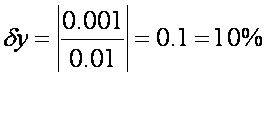 δy = |0.001 / 0.01| = 0.1 = 10%